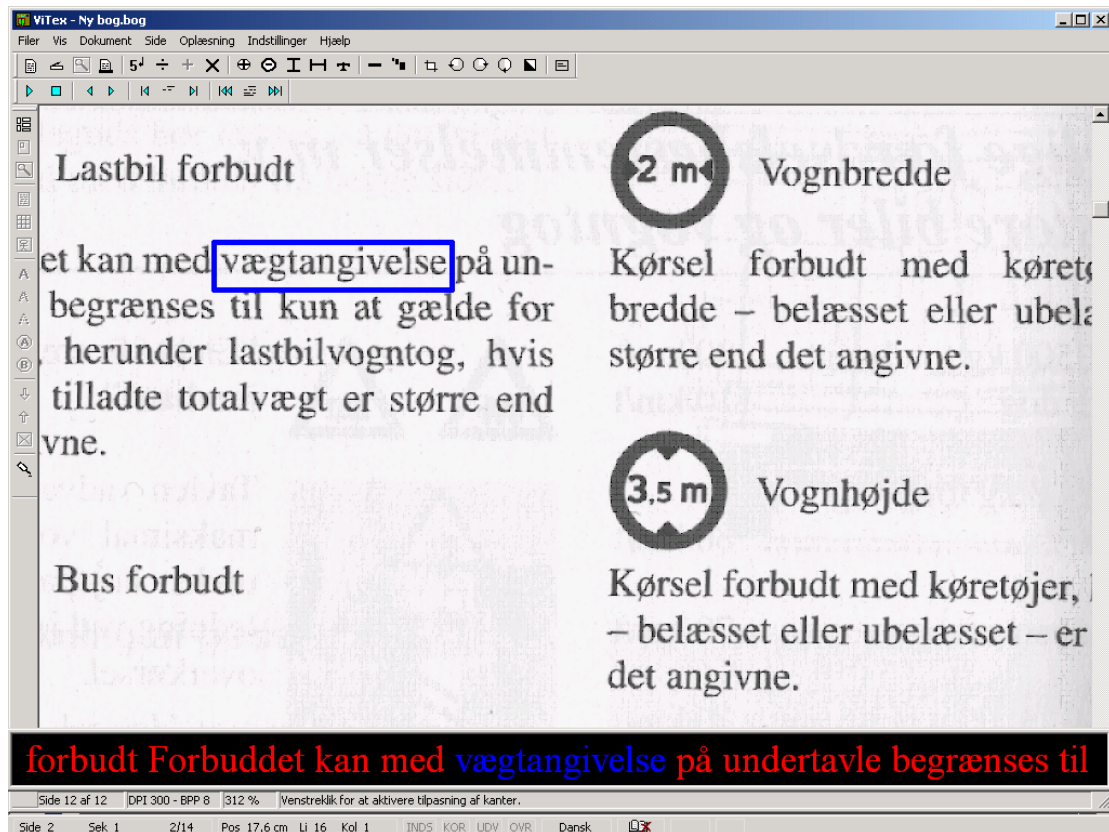 ViTex - Ny bog.bog
Filer Vis Dokument Side Oplæsning Indstillinger Hjælp
Lastbil forbudt
et kan med vægtangivelse på un-
begrænses til kun at gælde for
, herunder lastbilvogntog, hvis
tilladte totalvægt er større end
vne.
Bus forbudt
2 m
Vognbredde
Kørsel forbudt med køretø
bredde – belæsset eller ubelæ
større end det angivne.
3,5 m
Vognhøjde
Kørsel forbudt med køretøjer,
– belæsset eller ubelæsset – er
det angivne.
forbudt Forbuddet kan med vægtangivelse på undertavle begrænses til
Side 12 af 12 DPI 300 - BPP 8 312 % Venstreklik for at aktivere tilpasning af kanter.
Side 2 Sek 1 2/14 Pos 17,6 cm Li 16 Kol 1 INDS KOR UDV OVR Dansk